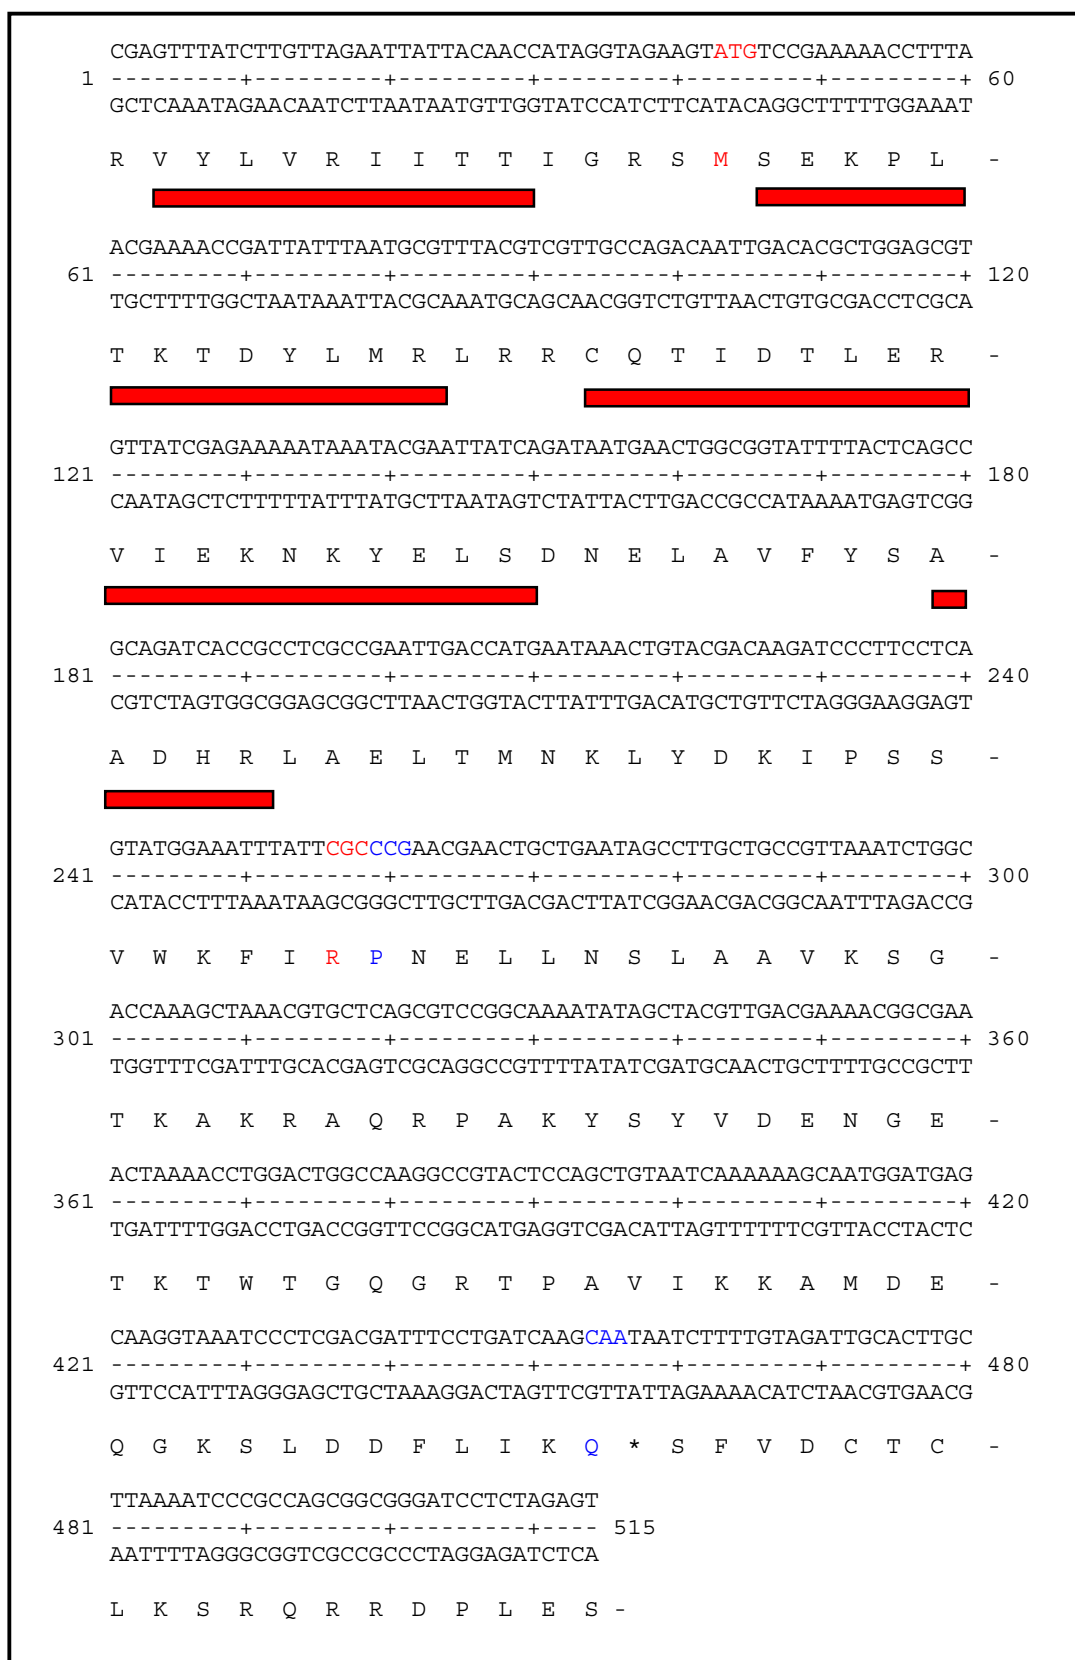 CGAGTTTATCTTGTTAGAATTATTACAACCATAGGTAGAAGTATGTCCGAAAAACCTTTA
1 ---------+---------+---------+---------+---------+---------+ 60
GCTCAAATAGAACAATCTTAATAATGTTGGTATCCATCTTCATACAGGCTTTTTGGAAAT
R V Y L V R I I T T I G R S M S E K P L -
ACGAAAACCGATTATTTAATGCGTTTACGTCGTTGCCAGACAATTGACACGCTGGAGCGT
61 ---------+---------+---------+---------+---------+---------+ 120
TGCTTTTGGCTAATAAATTACGCAAATGCAGCAACGGTCTGTTAACTGTGCGACCTCGCA
T K T D Y L M R L R R C Q T I D T L E R -
GTTATCGAGAAAAATAAATACGAATTATCAGATAATGAACTGGCGGTATTTTACTCAGCC
121 ---------+---------+---------+---------+---------+---------+ 180
CAATAGCTCTTTTTATTTATGCTTAATAGTCTATTACTTGACCGCCATAAAATGAGTCGG
V I E K N K Y E L S D N E L A V F Y S A -
GCAGATCACCGCCTCGCCGAATTGACCATGAATAAACTGTACGACAAGATCCCTTCCTCA
181 ---------+---------+---------+---------+---------+---------+ 240
CGTCTAGTGGCGGAGCGGCTTAACTGGTACTTATTTGACATGCTGTTCTAGGGAAGGAGT
A D H R L A E L T M N K L Y D K I P S S -
GTATGGAAATTTATTCGCCCGAACGAACTGCTGAATAGCCTTGCTGCCGTTAAATCTGGC
241 ---------+---------+---------+---------+---------+---------+ 300
CATACCTTTAAATAAGCGGGCTTGCTTGACGACTTATCGGAACGACGGCAATTTAGACCG
V W K F I R P N E L L N S L A A V K S G -
ACCAAAGCTAAACGTGCTCAGCGTCCGGCAAAATATAGCTACGTTGACGAAAACGGCGAA
301 ---------+---------+---------+---------+---------+---------+ 360
TGGTTTCGATTTGCACGAGTCGCAGGCCGTTTTATATCGATGCAACTGCTTTTGCCGCTT
T K A K R A Q R P A K Y S Y V D E N G E -
ACTAAAACCTGGACTGGCCAAGGCCGTACTCCAGCTGTAATCAAAAAAGCAATGGATGAG
361 ---------+---------+---------+---------+---------+---------+ 420
TGATTTTGGACCTGACCGGTTCCGGCATGAGGTCGACATTAGTTTTTTCGTTACCTACTC
T K T W T G Q G R T P A V I K K A M D E -
CAAGGTAAATCCCTCGACGATTTCCTGATCAAGCAATAATCTTTTGTAGATTGCACTTGC
421 ---------+---------+---------+---------+---------+---------+ 480
GTTCCATTTAGGGAGCTGCTAAAGGACTAGTTCGTTATTAGAAAACATCTAACGTGAACG
Q G K S L D D F L I K Q * S F V D C T C -
TTAAAATCCCGCCAGCGGCGGGATCCTCTAGAGT
481 ---------+---------+---------+---- 515
AATTTTAGGGCGGTCGCCGCCCTAGGAGATCTCA
L K S R Q R R D P L E S -